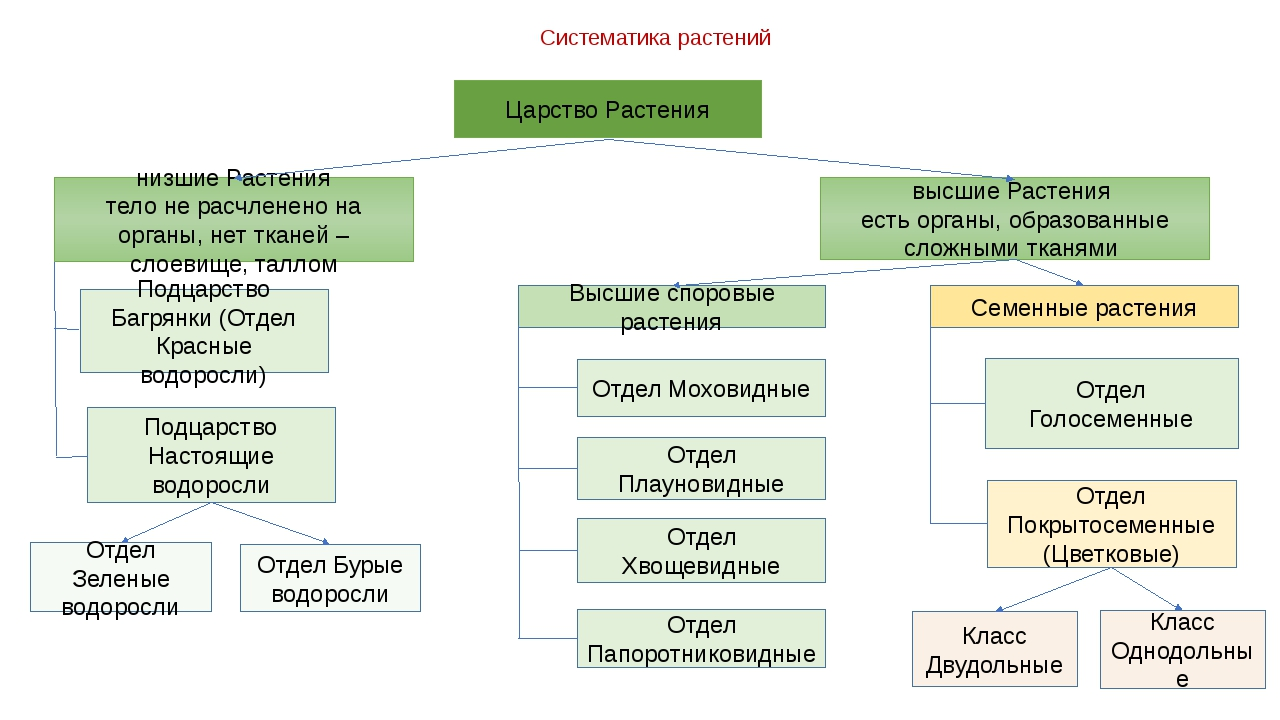 Систематика растений
Царство Растения
низшие Растения
тело не расчленено на
органы, нет тканей –
слоевище, таллом
Подцарство
Багрянки (Отдел
Красные
водоросли)
Подцарство
Настоящие
водоросли
Отдел
Зеленые
водоросли
Отдел Бурые
водоросли
высшие Растения
есть органы, образованные
сложными тканями
Высшие споровые
растения
Отдел Моховидные
Отдел
Плауновидные
Отдел
Хвощевидные
Отдел
Папоротниковидные
Семенные растения
Отдел
Голосеменные
Отдел
Покрытосеменные
(Цветковые)
Класс
Двудольные
Класс
Однодольны
е